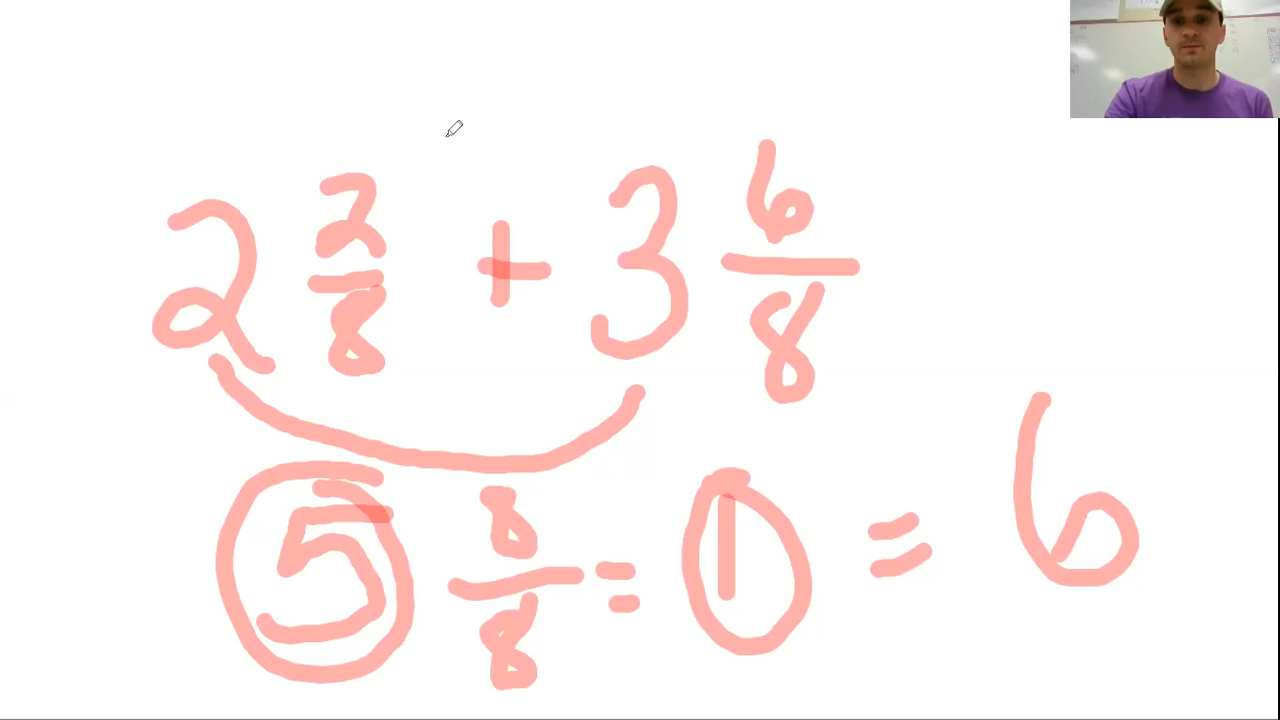 2 2/8 + 3 6/8
5 8/8 = 1 = 6